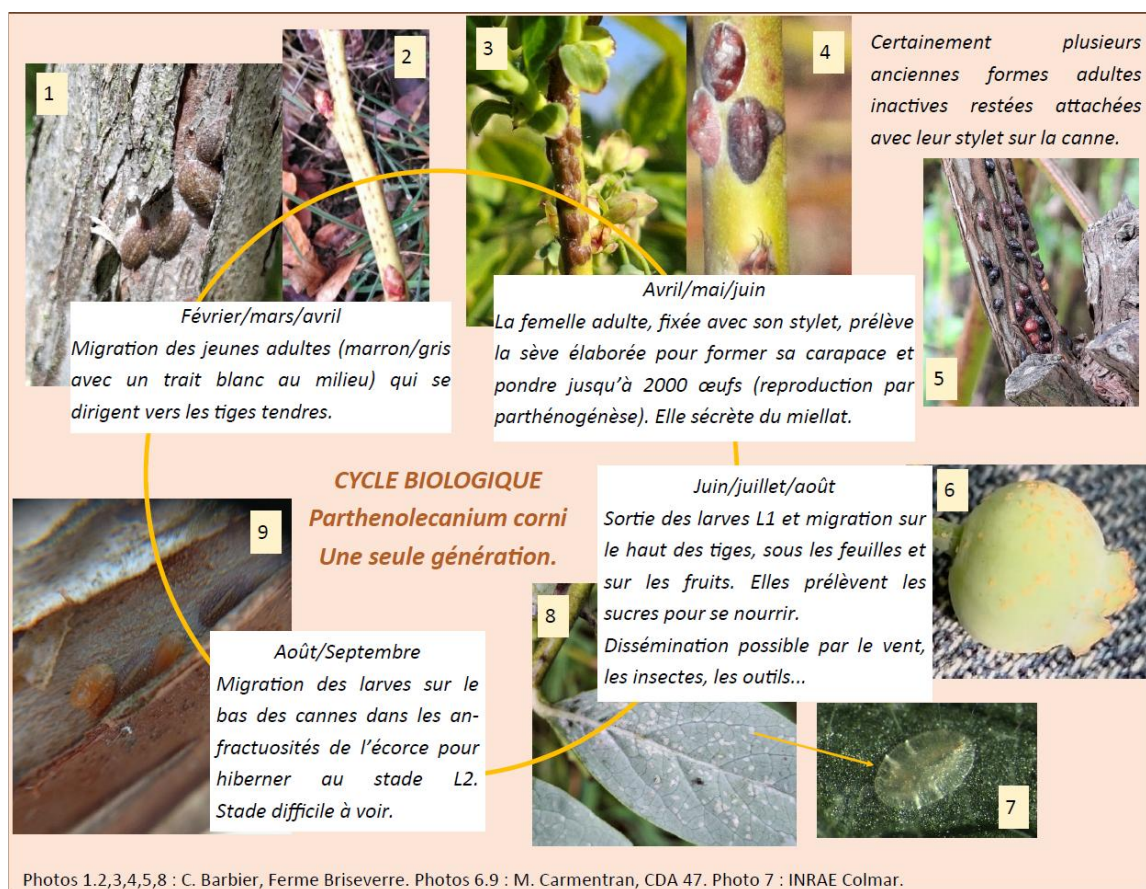 1
2
3
4
Certainement plusieurs
anciennes formes adultes
inactives restées attachées
avec leur stylet sur la canne.
5
Février/mars/avril
Migration des jeunes adultes (marron/gris
avec un trait blanc au milieu) qui se
dirigent vers les tiges tendres.
Avril/mai/juin
La femelle adulte, fixée avec son stylet, prélève
la sève élaborée pour former sa carapace et
pondre jusqu'à 2000 œufs (reproduction par
parthénogénèse). Elle sécrète du miellat.
CYCLE BIOLOGIQUE
Parthenolecanium corni
Une seule génération.
Juin/juillet/août
Sortie des larves L1 et migration sur
le haut des tiges, sous les feuilles et
sur les fruits. Elles prélèvent les
sucres pour se nourrir.
Dissémination possible par le vent,
les insectes, les outils...
6
9
8
Août/Septembre
Migration des larves sur le
bas des cannes dans les an-
fractuosités de l'écorce pour
hiberner au stade L2.
Stade difficile à voir.
7
Photos 1.2,3,4,5,8 : C. Barbier, Ferme Briseverre. Photos 6.9 : M. Carmentran, CDA 47. Photo 7 : INRAE Colmar.